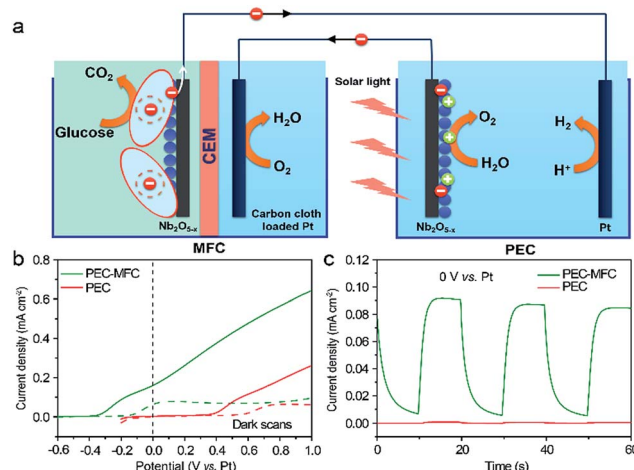 a
CO2
Glucose
Nb2O5-x
CEM
H2O
O2
Carbon cloth
loaded Pt
MFC
Solar light
O2
H2O
Nb2O5-x
H2
H+
Pt
PEC
b
PEC-MFC
PEC
Dark scans
Current density (mA cm-2)
0.8
0.6
0.4
0.2
0.0
-0.6 -0.4 -0.2 0.0 0.2 0.4 0.6 0.8 1.0
Potential (V vs. Pt)
c
0 V vs. Pt
PEC-MFC
PEC
Current density (mA cm-2)
0.12
0.10
0.08
0.06
0.04
0.02
0.00
0 20 40 60
Time (s)